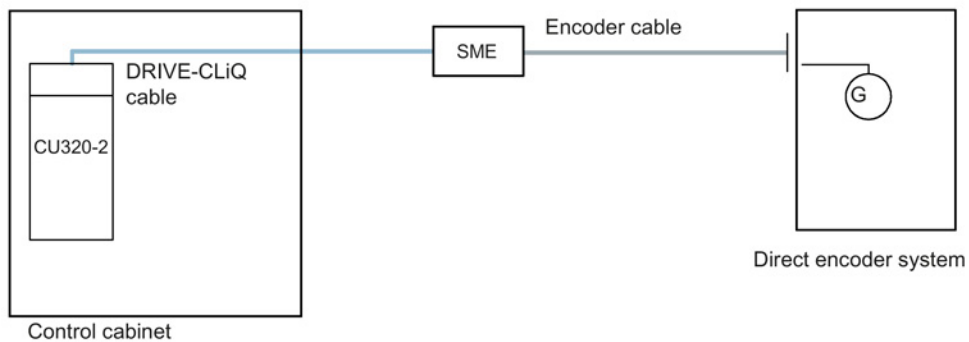 DRIVE-CLiQ
cable
CU320-2
SME
Encoder cable
G
Direct encoder system
Control cabinet